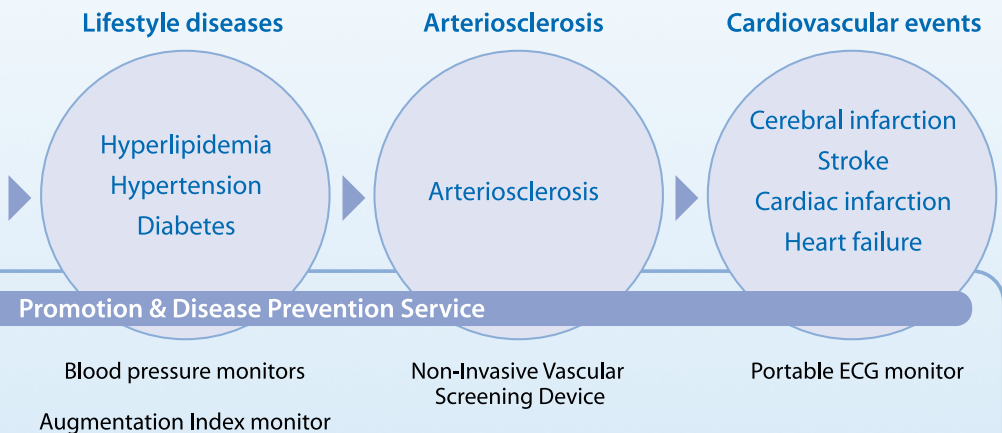 Lifestyle diseases
Arteriosclerosis
Cardiovascular events
Hyperlipidemia
Hypertension
Diabetes
Arteriosclerosis
Cerebral infarction
Stroke
Cardiac infarction
Heart failure
Promotion & Disease Prevention Service
Blood pressure monitors
Augmentation Index monitor
Non-Invasive Vascular
Screening Device
Portable ECG monitor